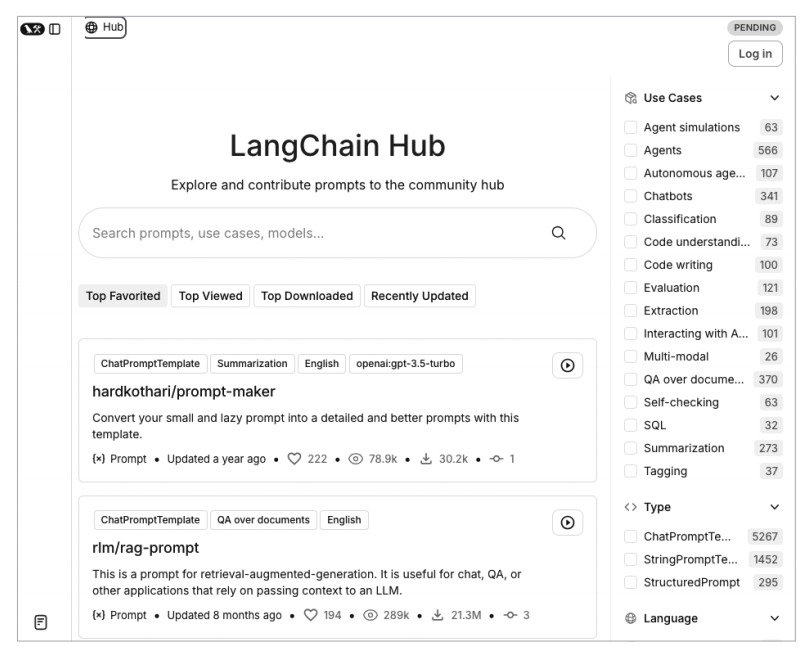 Hub
PENDING
Log in
LangChain Hub
Explore and contribute prompts to the community hub
Search prompts, use cases, models...
Top Favorited
Top Viewed
Top Downloaded
Recently Updated
ChatPromptTemplate
Summarization
English
openai:gpt-3.5-turbo
hardkothari/prompt-maker
Convert your small and lazy prompt into a detailed and better prompts with this
template.
Prompt • Updated a year ago • 222 • 78.9k • 30.2k • 1
ChatPromptTemplate
QA over documents
English
rlm/rag-prompt
This is a prompt for retrieval-augmented-generation. It is useful for chat, QA, or
other applications that rely on passing context to an LLM.
Prompt • Updated 8 months ago • 194 • 289k • 21.3M • 3
Use Cases
Agent simulations 63
Agents 566
Autonomous age... 107
Chatbots 341
Classification 89
Code understandi... 73
Code writing 100
Evaluation 121
Extraction 198
Interacting with A... 101
Multi-modal 26
QA over docume... 370
Self-checking 63
SQL 32
Summarization 273
Tagging 37
Type
ChatPromptTe... 5267
StringPromptTe... 1452
StructuredPrompt 295
Language